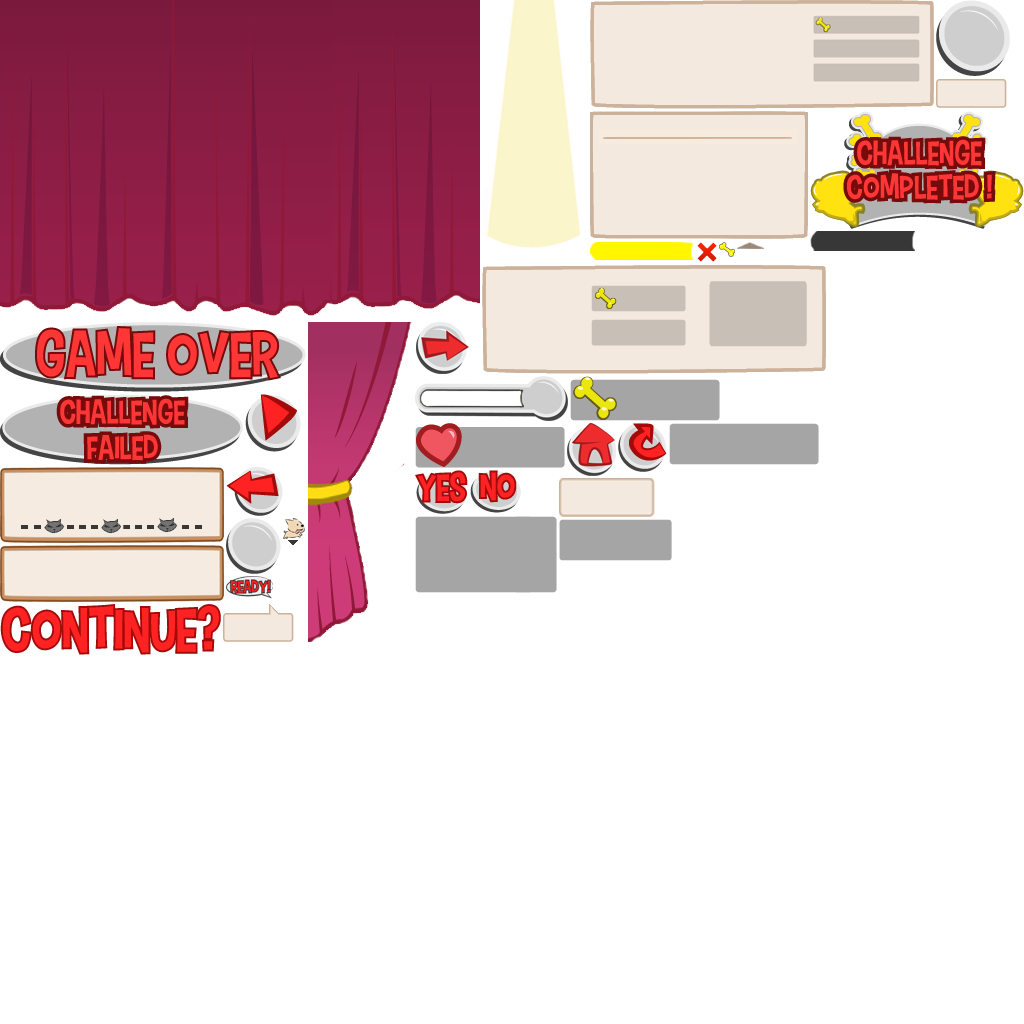 CHALLENGE
COMPLETED !
GAME OVER
CHALLENGE
FAILED
YES
NO
READY!
CONTINUE?